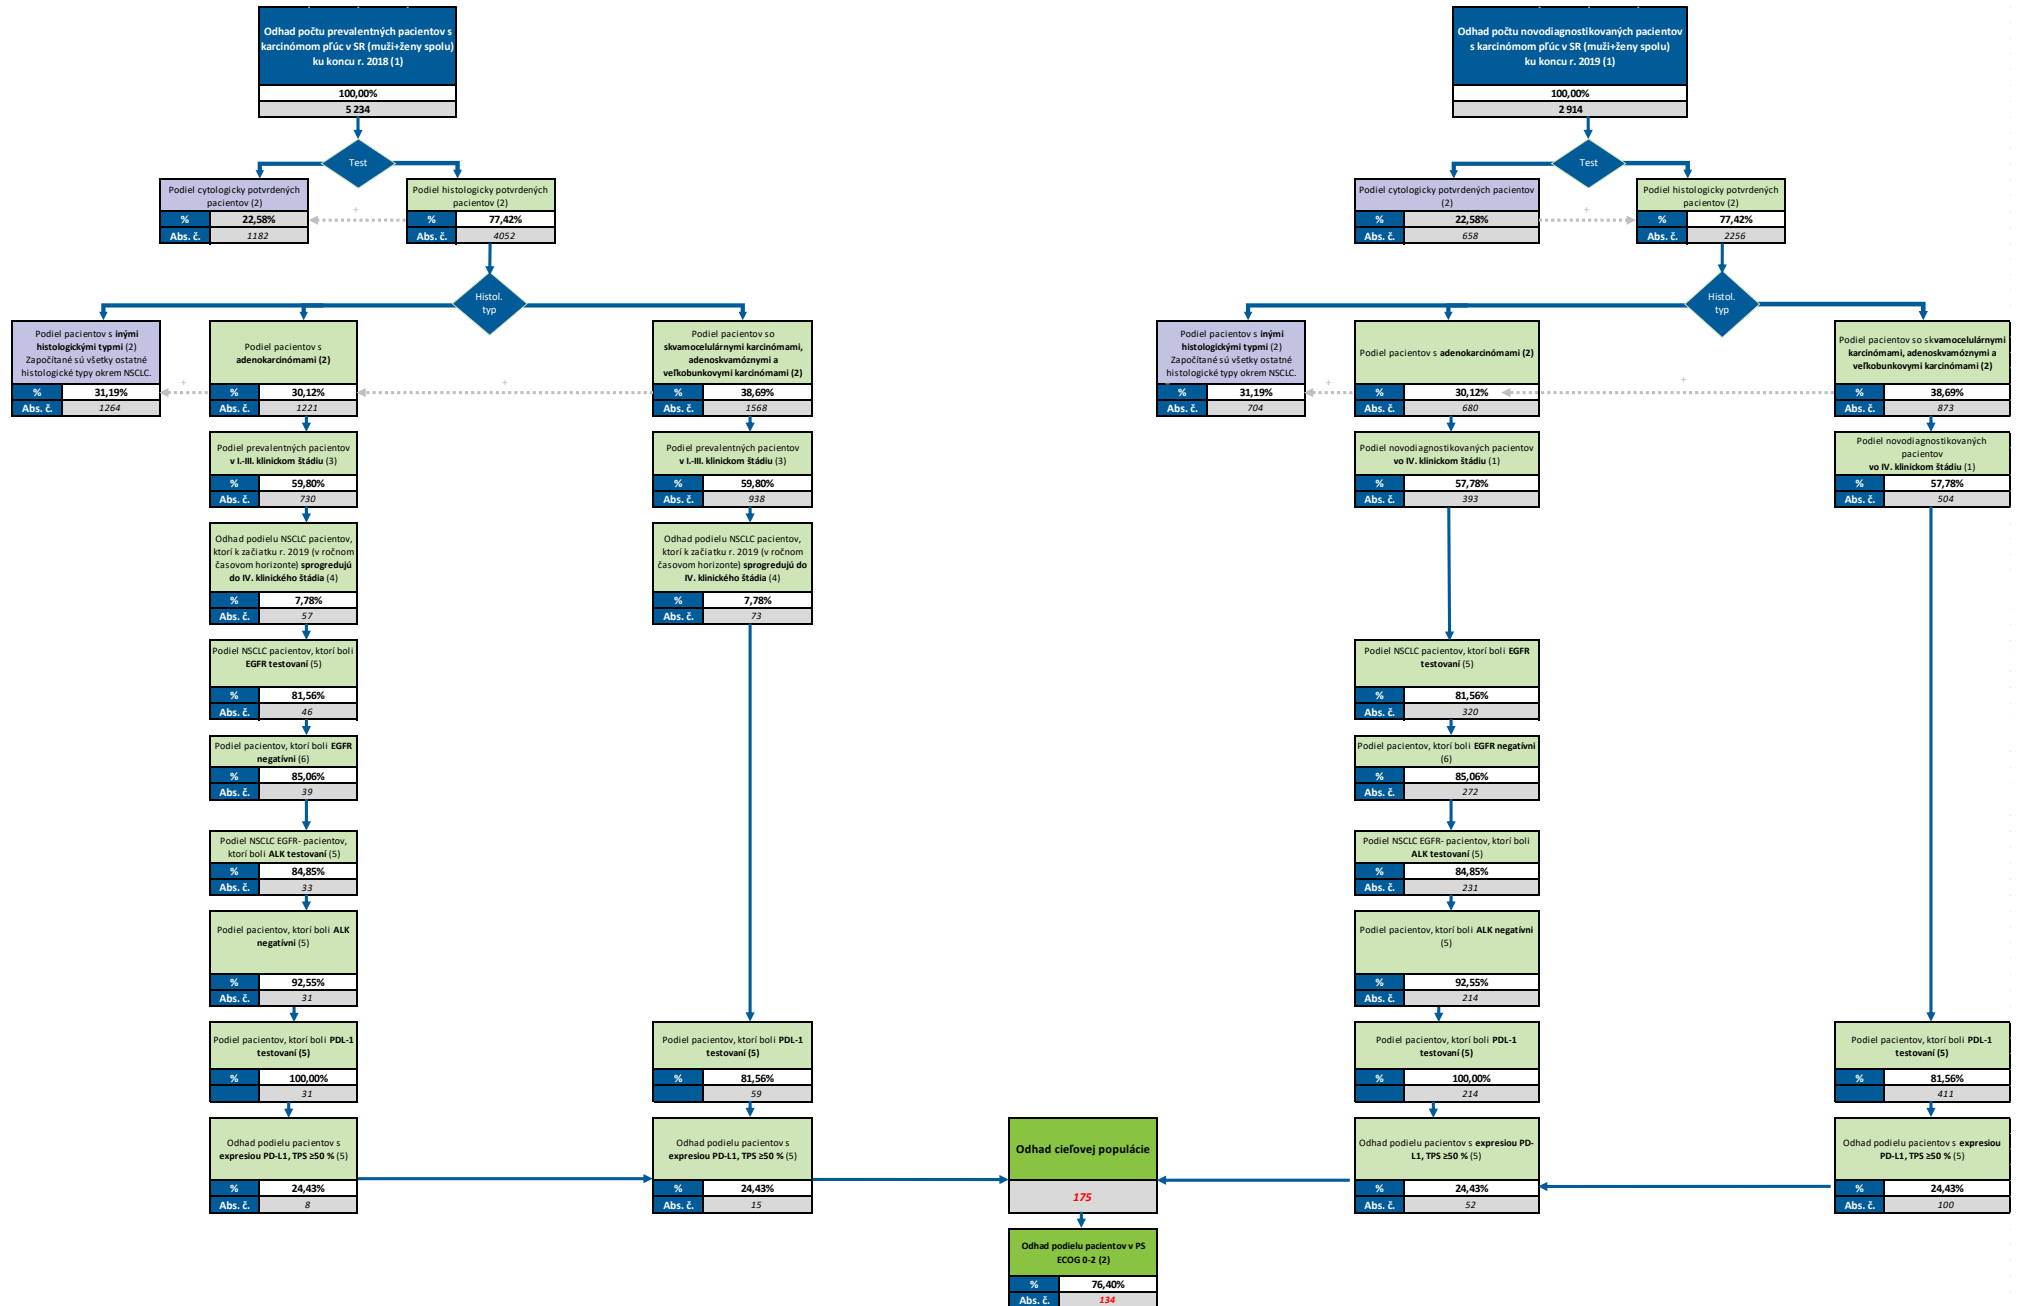 Odhad počtu prevalentných pacientov s
karcinómom pľúc v SR (muži+ženy spolu)
ku koncu r. 2018 (1)
100,00%
5 234
Test
Podiel cytologicky potvrdených
pacientov (2)
% 22,58%
Abs. č. 1182
+
Podiel histologicky potvrdených
pacientov (2)
% 77,42%
Abs. č. 4052
Histol.
typ
Podiel pacientov s inými
histologickými typmi (2)
Započítané sú všetky ostatné
histologické typy okrem NSCLC.
% 31,19%
Abs. č. 1264
+
Podiel pacientov s
adenokarcinómami (2)
% 30,12%
Abs. č. 1221
+
Podiel pacientov so
skvamocelulárnymi karcinómami,
adenoskvamóznymi a
veľkobunkovymi karcinómami (2)
% 38,69%
Abs. č. 1568
Podiel prevalentných pacientov
v I.-III. klinickom štádiu (3)
% 59,80%
Abs. č. 730
Podiel prevalentných pacientov
v I.-III. klinickom štádiu (3)
% 59,80%
Abs. č. 938
Odhad podielu NSCLC pacientov,
ktorí k začiatku r. 2019 (v ročnom
časovom horizonte) sprogredujú
do IV. klinického štádia (4)
% 7,78%
Abs. č. 57
Odhad podielu NSCLC pacientov,
ktorí k začiatku r. 2019 (v ročnom
časovom horizonte) sprogredujú do
IV. klinického štádia (4)
% 7,78%
Abs. č. 73
Podiel NSCLC pacientov, ktorí boli
EGFR testovaní (5)
% 81,56%
Abs. č. 46
Podiel pacientov, ktorí boli EGFR
negatívni (6)
% 85,06%
Abs. č. 39
Podiel NSCLC EGFR- pacientov,
ktorí boli ALK testovaní (5)
% 84,85%
Abs. č. 33
Podiel pacientov, ktorí boli ALK
negatívni (5)
% 92,55%
Abs. č. 31
Podiel pacientov, ktorí boli PDL-1
testovaní (5)
% 100,00%
31
Podiel pacientov, ktorí boli PDL-1
testovaní (5)
% 81,56%
59
Odhad podielu pacientov s
expresiou PD-L1, TPS ≥50 % (5)
% 24,43%
Abs. č. 8
Odhad podielu pacientov s
expresiou PD-L1, TPS ≥50 % (5)
% 24,43%
Abs. č. 15
Odhad cieľovej populácie
175
Odhad podielu pacientov v PS
ECOG 0-2 (2)
% 76,40%
Abs. č. 134
Odhad počtu novodiagnostikovaných pacientov
s karcinómom pľúc v SR (muži+ženy spolu)
ku koncu r. 2019 (1)
100,00%
2 914
Test
Podiel cytologicky potvrdených pacientov
(2)
% 22,58%
Abs. č. 658
+
Podiel histologicky potvrdených
pacientov (2)
% 77,42%
Abs. č. 2256
Histol.
typ
Podiel pacientov s inými
histologickými typmi (2)
Započítané sú všetky ostatné
histologické typy okrem NSCLC.
% 31,19%
Abs. č. 704
+
Podiel pacientov s adenokarcinómami (2)
% 30,12%
Abs. č. 680
+
Podiel pacientov so skvamocelulárnymi
karcinómami, adenoskvamóznymi a
veľkobunkovymi karcinómami (2)
% 38,69%
Abs. č. 873
Podiel novodiagnostikovaných pacientov
vo IV. klinickom štádiu (1)
% 57,78%
Abs. č. 393
Podiel novodiagnostikovaných
pacientov
vo IV. klinickom štádiu (1)
% 57,78%
Abs. č. 504
Podiel NSCLC pacientov, ktorí boli EGFR
testovaní (5)
% 81,56%
Abs. č. 320
Podiel pacientov, ktorí boli EGFR negatívni
(6)
% 85,06%
Abs. č. 272
Podiel NSCLC EGFR- pacientov, ktorí boli
ALK testovaní (5)
% 84,85%
Abs. č. 231
Podiel pacientov, ktorí boli ALK negatívni
(5)
% 92,55%
Abs. č. 214
Podiel pacientov, ktorí boli PDL-1
testovaní (5)
% 100,00%
214
Podiel pacientov, ktorí boli PDL-1
testovaní (5)
% 81,56%
411
Odhad podielu pacientov s expresiou PD-
L1, TPS ≥50 % (5)
% 24,43%
Abs. č. 52
Odhad podielu pacientov s expresiou
PD-L1, TPS ≥50 % (5)
% 24,43%
Abs. č. 100